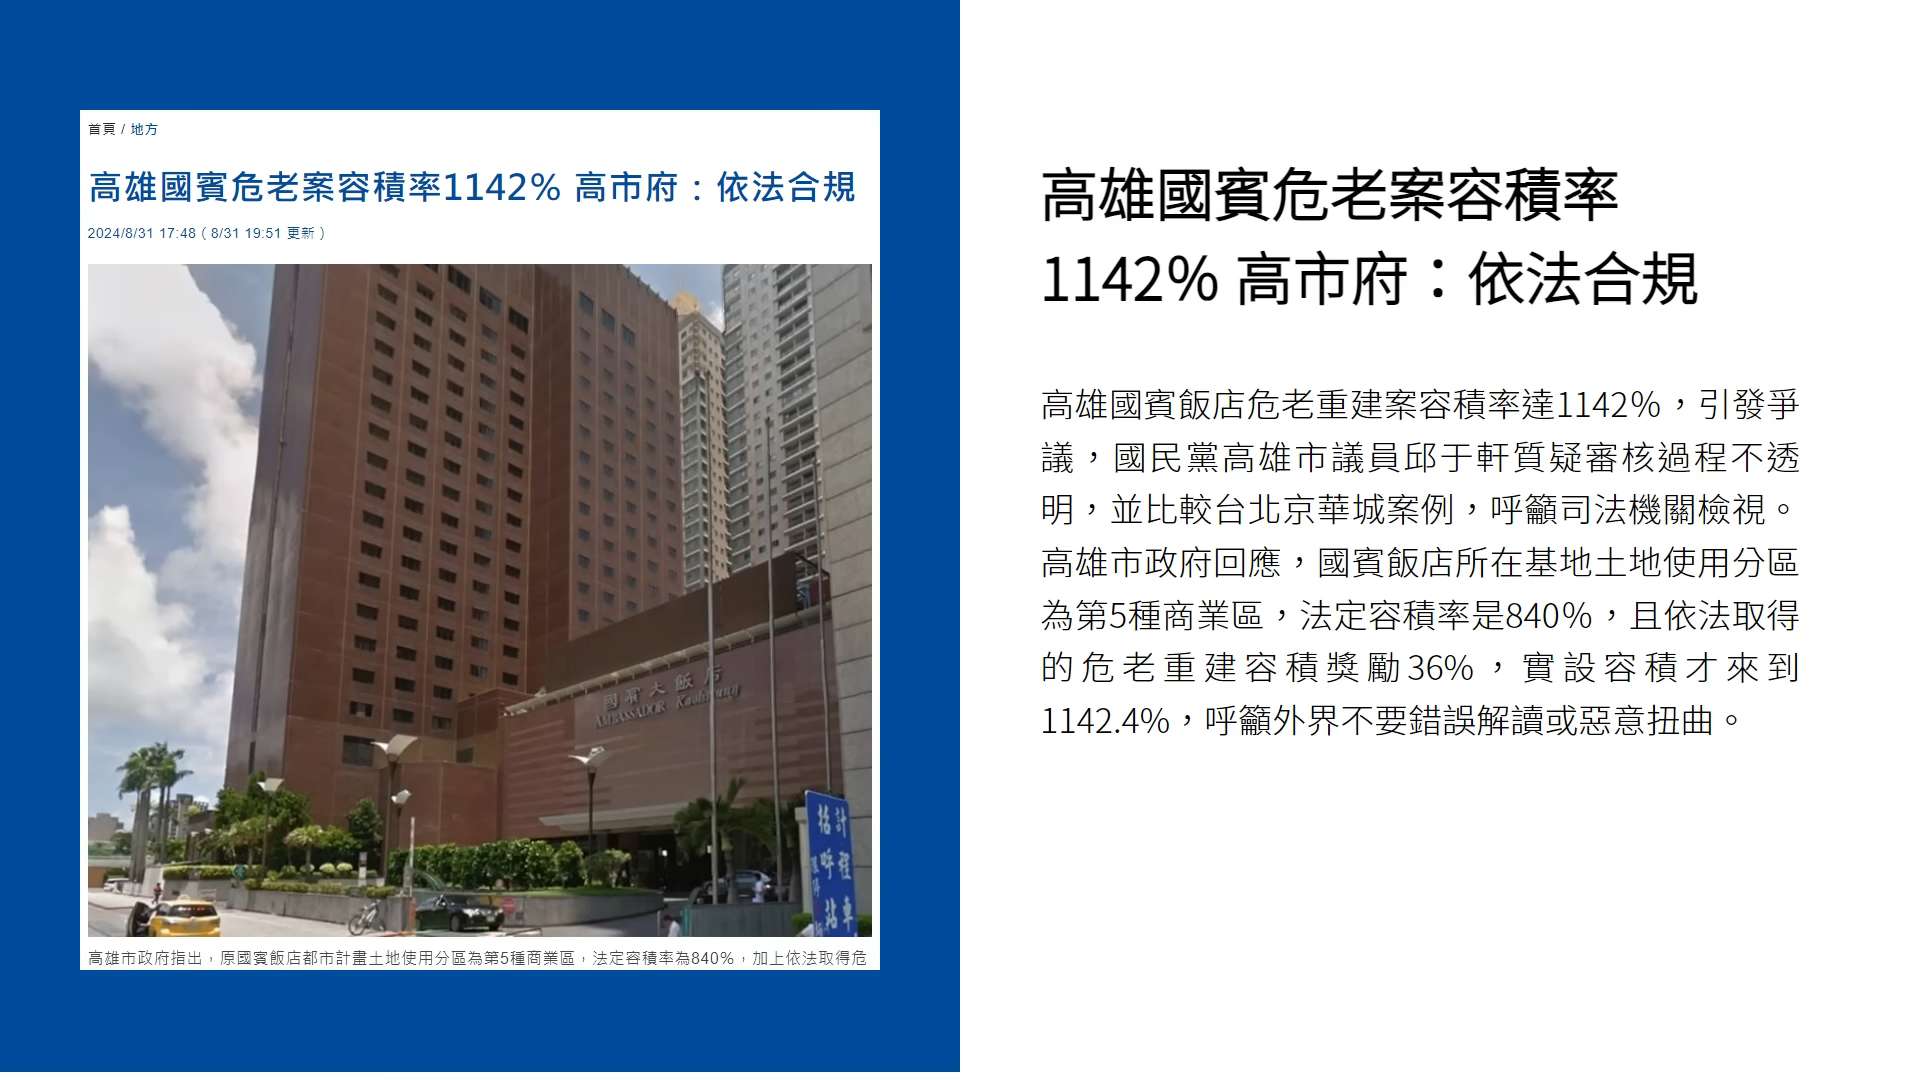 首頁 / 地方
高雄國賓危老案容積率1142% 高市府：依法合規
2024/8/31 17:48（8/31 19:51 更新）
國賓大飯店
AMBASSADOR Kaohsiung
計程車
招呼站
高雄市政府指出，原國賓飯店都市計畫土地使用分區為第5種商業區，法定容積率為840%，加上依法取得危
高雄國賓危老案容積率
1142% 高市府：依法合規
高雄國賓飯店危老重建案容積率達1142%，引發爭
議，國民黨高雄市議員邱于軒質疑審核過程不透
明，並比較台北京華城案例，呼籲司法機關檢視。
高雄市政府回應，國賓飯店所在基地土地使用分區
為第5種商業區，法定容積率是840%，且依法取得
的危老重建容積獎勵36%，實設容積才來到
1142.4%，呼籲外界不要錯誤解讀或惡意扭曲。